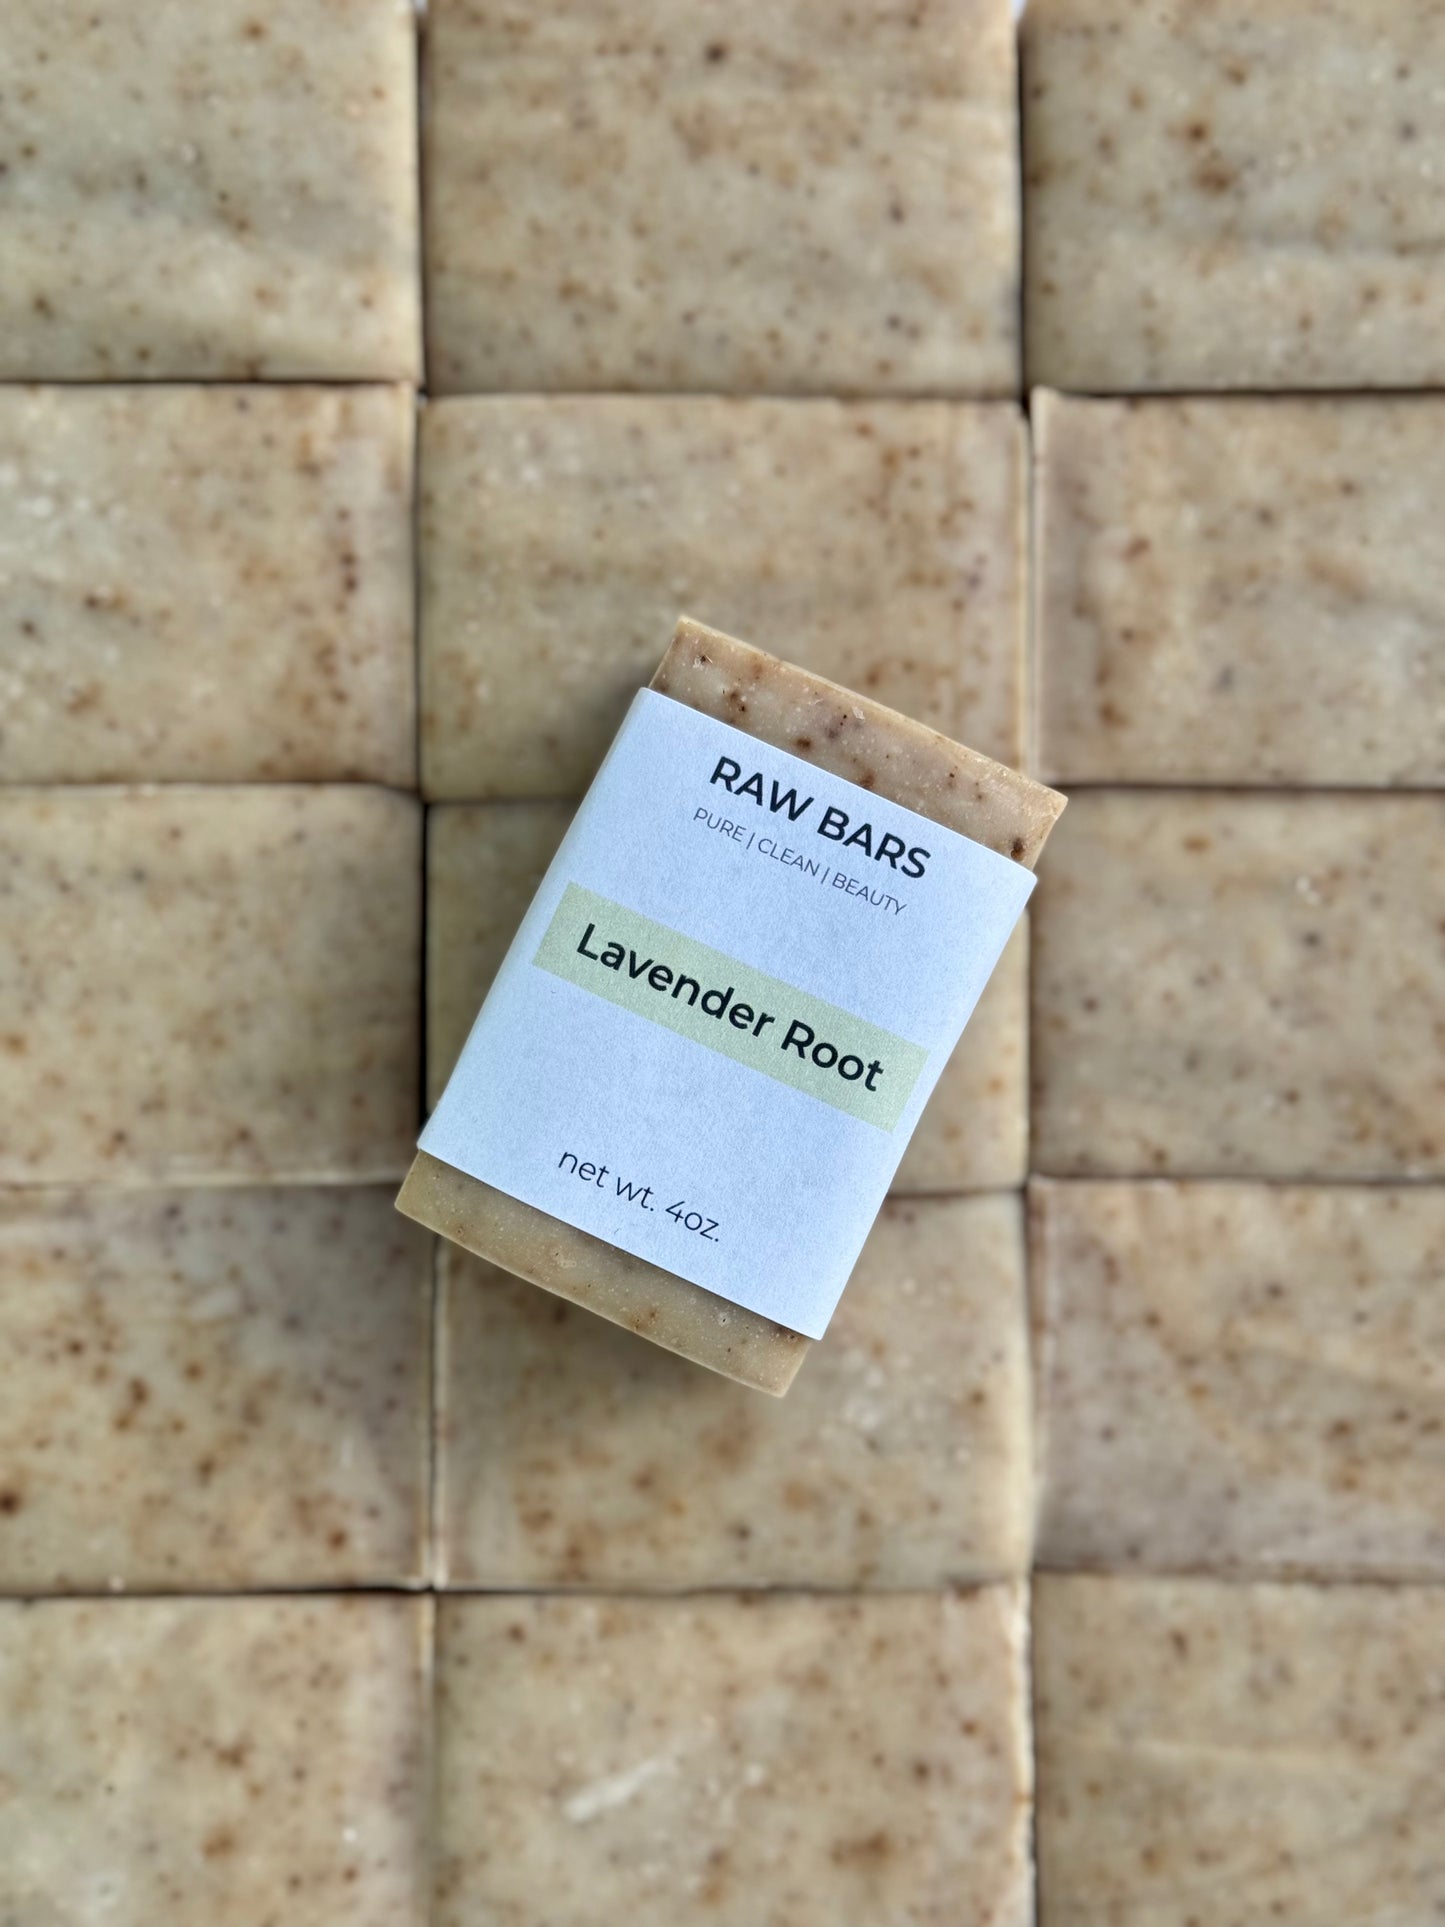 RAW BARS
PURE | CLEAN | BEAUTY
Lavender Root
net wt. 4oz.